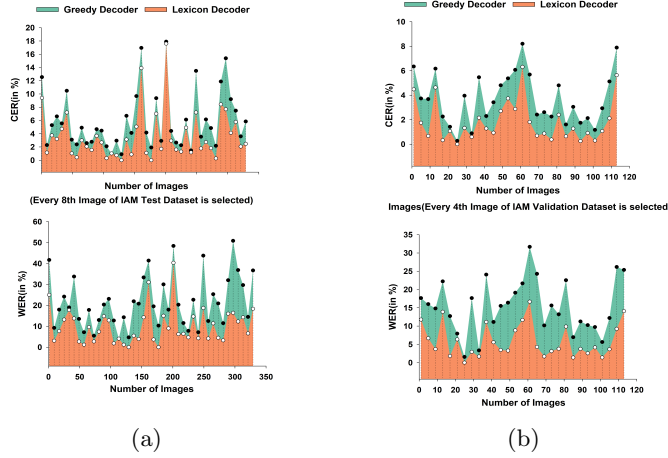 Greedy Decoder Lexicon Decoder
CER(in %)
20
18
16
14
12
10
8
6
4
2
0
Number of Images
(Every 8th Image of IAM Test Dataset is selected)
WER(in %)
60
50
40
30
20
10
0
0 50 100 150 200 250 300 350
Number of Images
(a)
Greedy Decoder Lexicon Decoder
CER(in %)
10
8
6
4
2
0
0 10 20 30 40 50 60 70 80 90 100 110 120
Number of Images
Images(Every 4th Image of IAM Validation Dataset is selected
WER(in %)
35
30
25
20
15
10
5
0
0 10 20 30 40 50 60 70 80 90 100 110 120
Number of Images
(b)